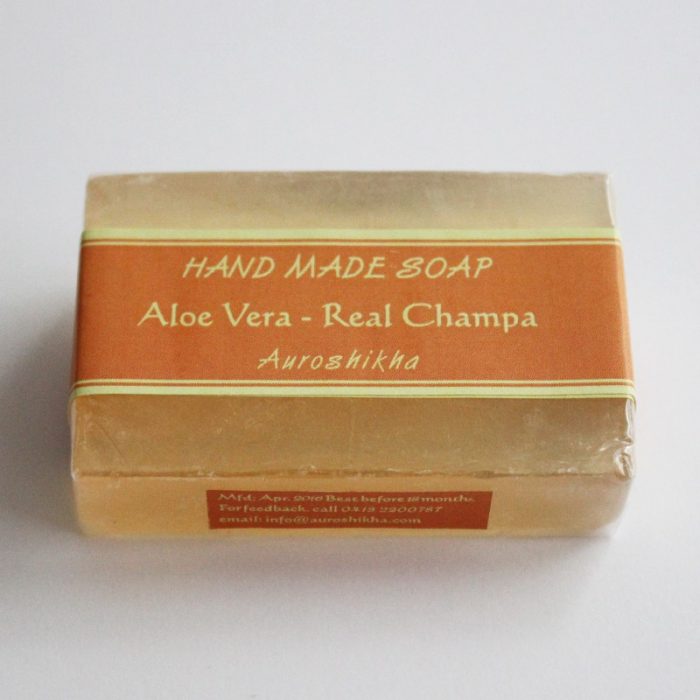 HAND MADE SOAP
Aloe Vera - Real Champa
Auroshikha
Mfd: Apr. 2016 Best before 18 months.
For feedback, call 0413 2200787
email: info@auroshikha.com